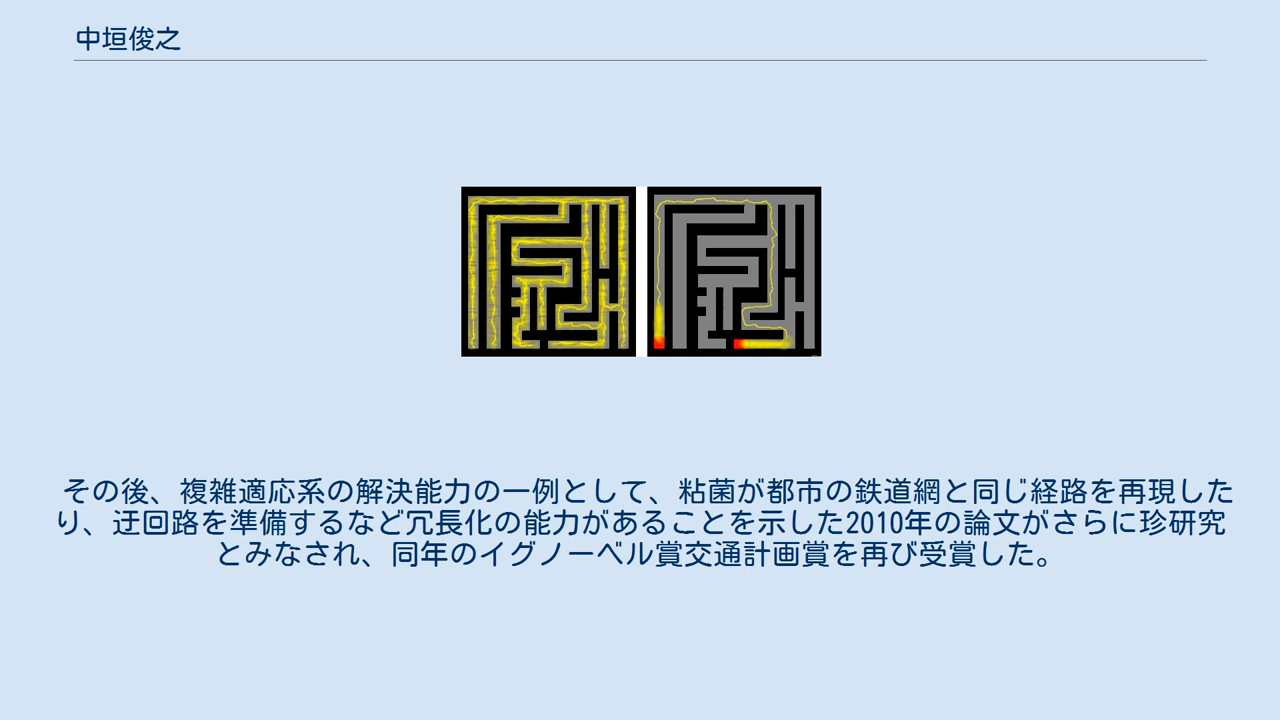 中垣俊之
その後、複雑適応系の解決能力の一例として、粘菌が都市の鉄道網と同じ経路を再現した
り、迂回路を準備するなど冗長化の能力があることを示した2010年の論文がさらに珍研究
とみなされ、同年のイグノーベル賞交通計画賞を再び受賞した。